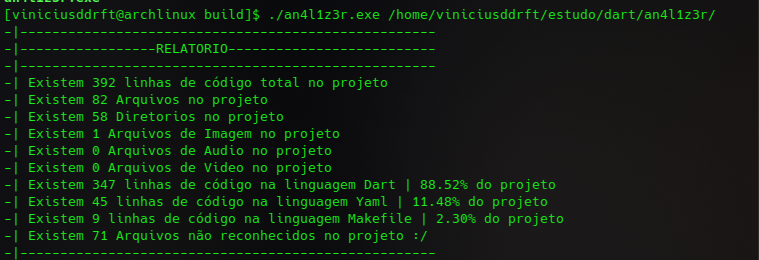 [viniciusddrft@archlinux build]$ ./an4l1z3r.exe /home/viniciusddrft/estudo/dart/an4l1z3r/
-|----------------------------------------------------
-|-----------------RELATORIO--------------------------
-|----------------------------------------------------
-| Existem 392 linhas de código total no projeto
-| Existem 82 Arquivos no projeto
-| Existem 58 Diretorios no projeto
-| Existem 1 Arquivos de Imagem no projeto
-| Existem 0 Arquivos de Audio no projeto
-| Existem 0 Arquivos de Video no projeto
-| Existem 347 linhas de código na linguagem Dart | 88.52% do projeto
-| Existem 45 linhas de código na linguagem Yaml | 11.48% do projeto
-| Existem 9 linhas de código na linguagem Makefile | 2.30% do projeto
-| Existem 71 Arquivos não reconhecidos no projeto :/
-|----------------------------------------------------